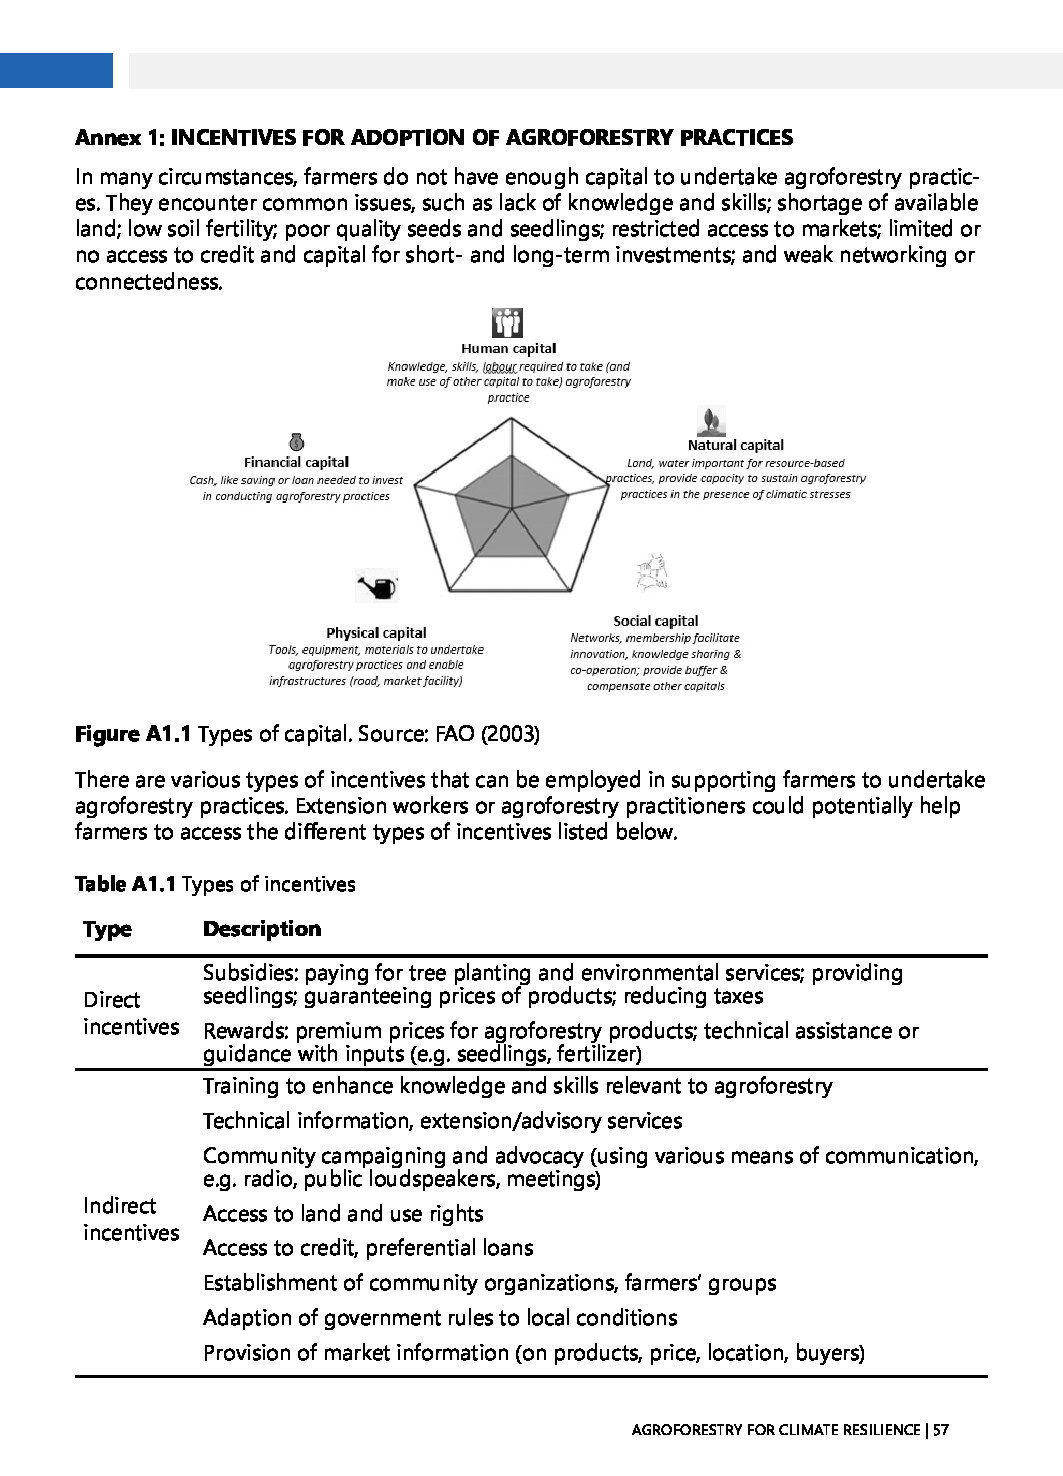 Annex 1: INCENTIVES FOR ADOPTION OF AGROFORESTRY PRACTICES
In many circumstances, farmers do not have enough capital to undertake agroforestry practic-
es. They encounter common issues, such as lack of knowledge and skills; shortage of available
land; low soil fertility; poor quality seeds and seedlings; restricted access to markets; limited or
no access to credit and capital for short- and long-term investments; and weak networking or
connectedness.
Human capital
Knowledge, skills, labour required to take (and
make use of other capital to take) agroforestry
practice
Natural capital
Land, water important for resource-based
practices, provide capacity to sustain agroforestry
practices in the presence of climatic stresses
Financial capital
Cash, like saving or loan needed to invest
in conducting agroforestry practices
Social capital
Networks, membership facilitate
innovation, knowledge sharing &
co-operation; provide buffer &
compensate other capitals
Physical capital
Tools, equipment, materials to undertake
agroforestry practices and enable
infrastructures (road, market facility)
Figure A1.1 Types of capital. Source: FAO (2003)
There are various types of incentives that can be employed in supporting farmers to undertake
agroforestry practices. Extension workers or agroforestry practitioners could potentially help
farmers to access the different types of incentives listed below.
Table A1.1 Types of incentives
Type Description
Direct
incentives
Subsidies: paying for tree planting and environmental services; providing
seedlings; guaranteeing prices of products; reducing taxes
Rewards: premium prices for agroforestry products; technical assistance or
guidance with inputs (e.g. seedlings, fertilizer)
Indirect
incentives
Training to enhance knowledge and skills relevant to agroforestry
Technical information, extension/advisory services
Community campaigning and advocacy (using various means of communication,
e.g. radio, public loudspeakers, meetings)
Access to land and use rights
Access to credit, preferential loans
Establishment of community organizations, farmers’ groups
Adaption of government rules to local conditions
Provision of market information (on products, price, location, buyers)
AGROFORESTRY FOR CLIMATE RESILIENCE | 57